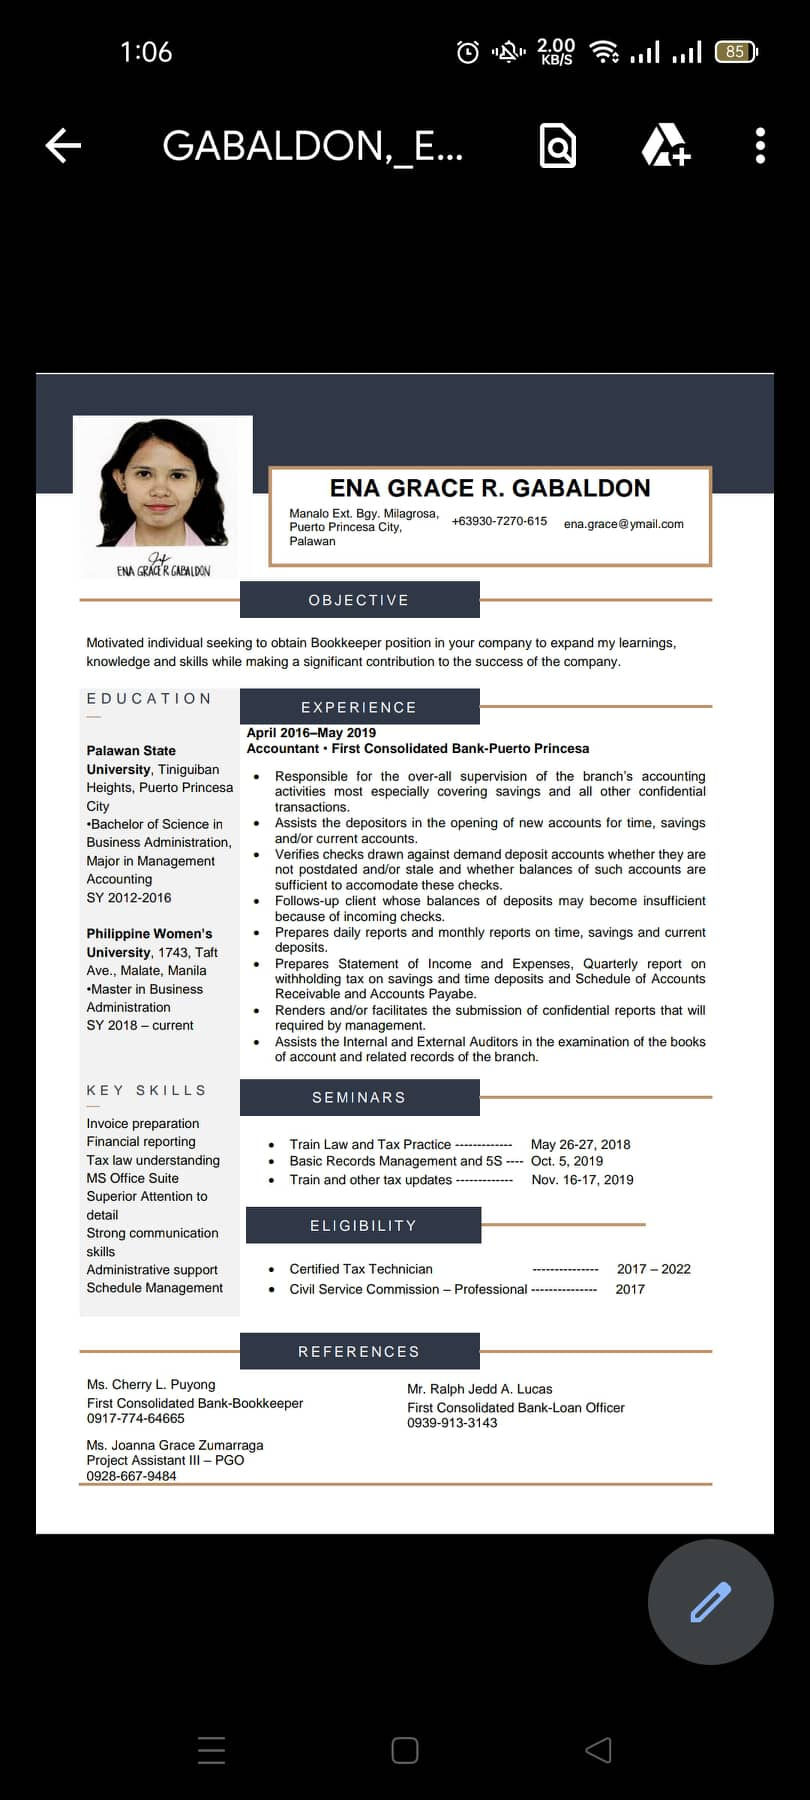 1:06
2.00
KB/S
85
GABALDON,_E...
ENA GRACE R GABALDON
ENA GRACE R. GABALDON
Manalo Ext. Bgy. Milagrosa,
Puerto Princesa City,
Palawan
+63930-7270-615
ena.grace@ymail.com
OBJECTIVE
Motivated individual seeking to obtain Bookkeeper position in your company to expand my learnings,
knowledge and skills while making a significant contribution to the success of the company.
EDUCATION
Palawan State
University, Tiniguiban
Heights, Puerto Princesa
City
•Bachelor of Science in
Business Administration,
Major in Management
Accounting
SY 2012-2016
Philippine Women's
University, 1743, Taft
Ave., Malate, Manila
•Master in Business
Administration
SY 2018 – current
KEY SKILLS
Invoice preparation
Financial reporting
Tax law understanding
MS Office Suite
Superior Attention to
detail
Strong communication
skills
Administrative support
Schedule Management
EXPERIENCE
April 2016–May 2019
Accountant • First Consolidated Bank-Puerto Princesa
• Responsible for the over-all supervision of the branch's accounting
activities most especially covering savings and all other confidential
transactions.
• Assists the depositors in the opening of new accounts for time, savings
and/or current accounts.
• Verifies checks drawn against demand deposit accounts whether they are
not postdated and/or stale and whether balances of such accounts are
sufficient to accomodate these checks.
• Follows-up client whose balances of deposits may become insufficient
because of incoming checks.
• Prepares daily reports and monthly reports on time, savings and current
deposits.
• Prepares Statement of Income and Expenses, Quarterly report on
withholding tax on savings and time deposits and Schedule of Accounts
Receivable and Accounts Payabe.
• Renders and/or facilitates the submission of confidential reports that will
required by management.
• Assists the Internal and External Auditors in the examination of the books
of account and related records of the branch.
SEMINARS
• Train Law and Tax Practice ------------- May 26-27, 2018
• Basic Records Management and 5S ---- Oct. 5, 2019
• Train and other tax updates ------------- Nov. 16-17, 2019
ELIGIBILITY
• Certified Tax Technician --------------- 2017 – 2022
• Civil Service Commission – Professional --------------- 2017
REFERENCES
Ms. Cherry L. Puyong
First Consolidated Bank-Bookkeeper
0917-774-64665
Mr. Ralph Jedd A. Lucas
First Consolidated Bank-Loan Officer
0939-913-3143
Ms. Joanna Grace Zumarraga
Project Assistant III – PGO
0928-667-9484